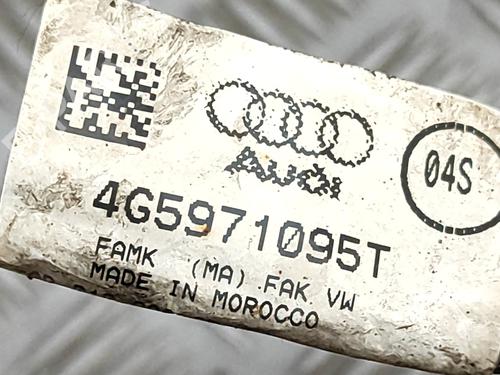 Audi
04S
4G5971095T
FAMK (MA) FAK VW
MADE IN MOROCCO